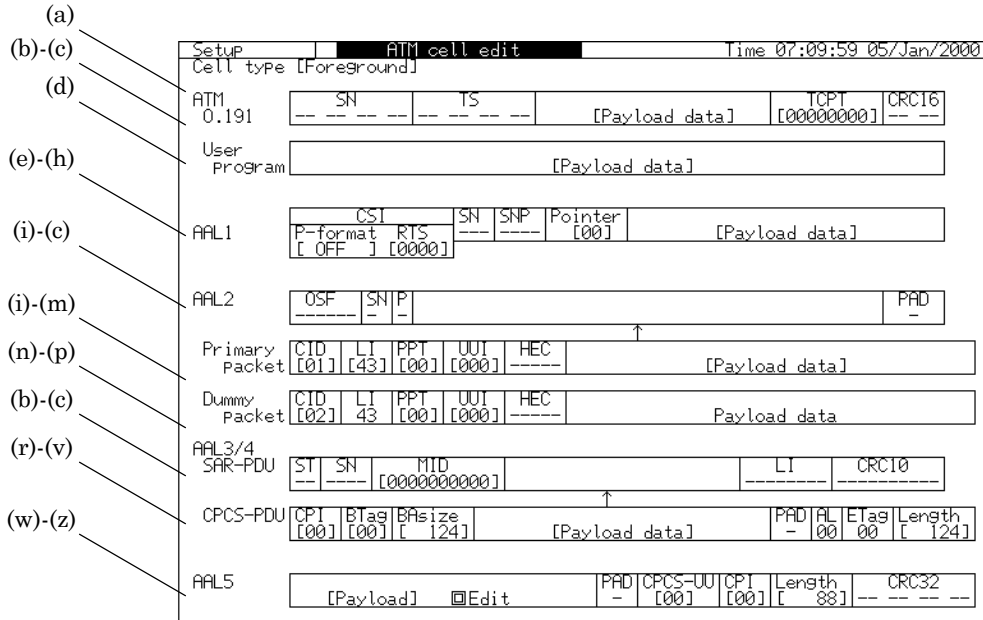 (a)
(b)-(c)
(d)
(e)-(h)
(i)-(c)
(i)-(m)
(n)-(p)
(b)-(c)
(r)-(v)
(w)-(z)
Setup ATM cell edit Time 07:09:59 05/Jan/2000
Cell type [Foreground]
ATM SN TS TCPT CRC16
O.191 -- -- -- -- -- -- -- -- [Payload data] [00000000] -- --
User
program [Payload data]
CSI SN SNP Pointer
AAL1 P-format RTS --- ---- [00] [Payload data]
[ OFF ] [0000]
AAL2 OSF SN P PAD
------ - - -
Primary CID LI PPT UUI HEC
packet [01] [43] [00] [000] ----- [Payload data]
Dummy CID LI PPT UUI HEC
packet [02] 43 [00] [000] ----- Payload data
AAL3/4
SAR-PDU ST SN MID LI CRC10
-- ---- [0000000000] ------ ----------
CPCS-PDU CPI BTag BAsize PAD AL ETag Length
[00] [00] [ 124] [Payload data] - 00 00 [ 124]
AAL5 PAD CPCS-UU CPI Length CRC32
[Payload] Edit - [00] [00] [ 88] -- -- -- --